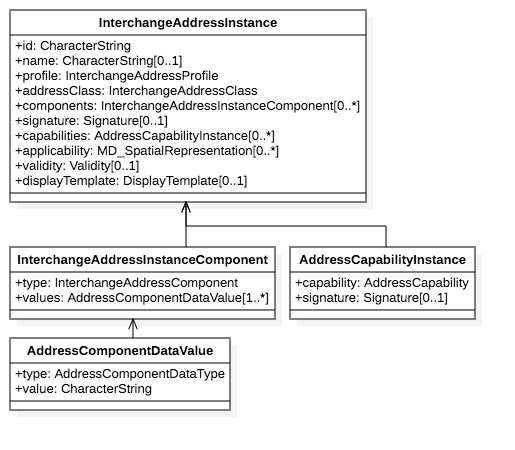 InterchangeAddressInstance
+id: CharacterString
+name: CharacterString[0..1]
+profile: InterchangeAddressProfile
+addressClass: InterchangeAddressClass
+components: InterchangeAddressInstanceComponent[0..*]
+signature: Signature[0..1]
+capabilities: AddressCapabilityInstance[0..*]
+applicability: MD_SpatialRepresentation[0..*]
+validity: Validity[0..1]
+displayTemplate: DisplayTemplate[0..1]
InterchangeAddressInstanceComponent
+type: InterchangeAddressComponent
+values: AddressComponentDataValue[1..*]
AddressCapabilityInstance
+capability: AddressCapability
+signature: Signature[0..1]
AddressComponentDataValue
+type: AddressComponentDataType
+value: CharacterString